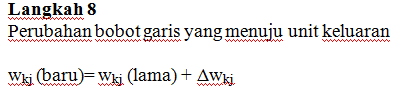 Langkah 8
Perubahan bobot garis yang menuju unit keluaran
wkj (baru)= wkj (lama) + Δwkj